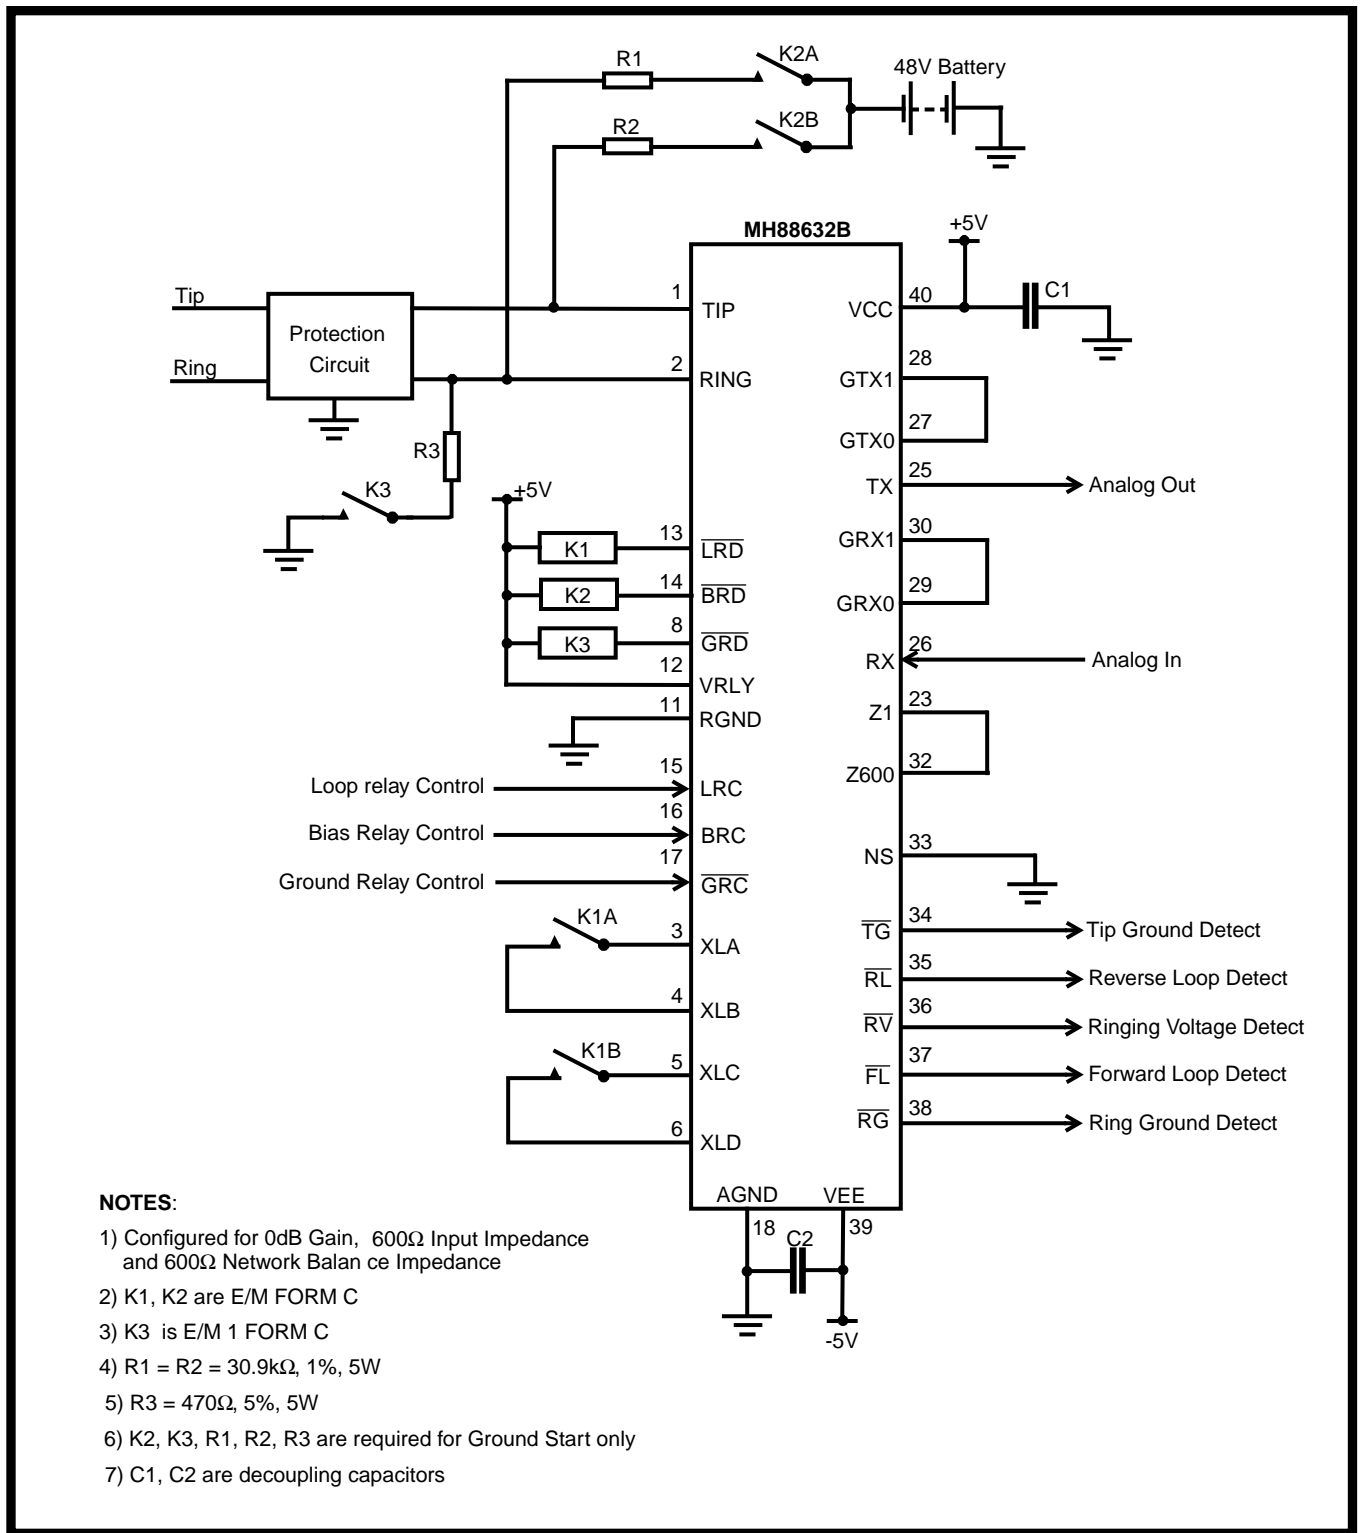 R1
K2A
48V Battery
R2
K2B
MH88632B
+5V
Tip
1
TIP
VCC
40
C1
Protection
Circuit
Ring
2
RING
GTX1
28
GTX0
27
R3
TX
25
Analog Out
K3
+5V
K1
13
LRD
GRX1
30
K2
14
BRD
GRX0
29
K3
8
GRD
RX
26
Analog In
12
VRLY
11
RGND
Z1
23
Z600
32
Loop relay Control
15
LRC
Bias Relay Control
16
BRC
NS
33
Ground Relay Control
17
GRC
K1A
3
XLA
TG
34
Tip Ground Detect
RL
35
Reverse Loop Detect
4
XLB
RV
36
Ringing Voltage Detect
K1B
5
XLC
FL
37
Forward Loop Detect
RG
38
Ring Ground Detect
6
XLD
AGND
VEE
18
C2
39
-5V
NOTES:
1) Configured for 0dB Gain, 600Ω Input Impedance
and 600Ω Network Balan ce Impedance
2) K1, K2 are E/M FORM C
3) K3 is E/M 1 FORM C
4) R1 = R2 = 30.9kΩ, 1%, 5W
5) R3 = 470Ω, 5%, 5W
6) K2, K3, R1, R2, R3 are required for Ground Start only
7) C1, C2 are decoupling capacitors